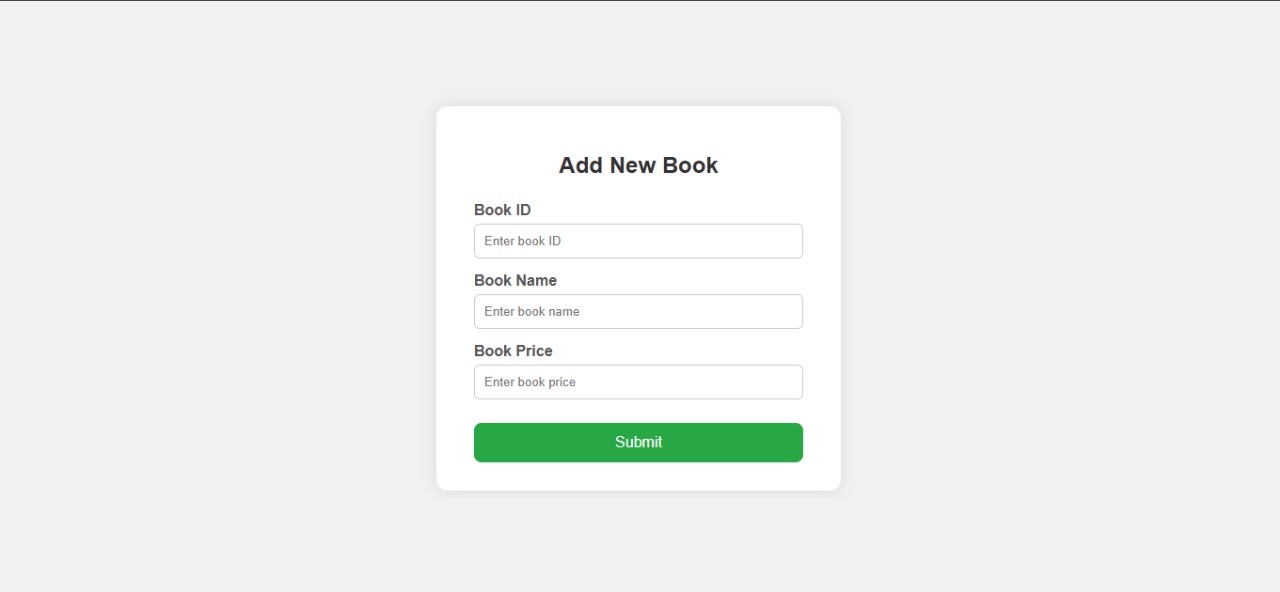 Add New Book
Book ID
Enter book ID
Book Name
Enter book name
Book Price
Enter book price
Submit